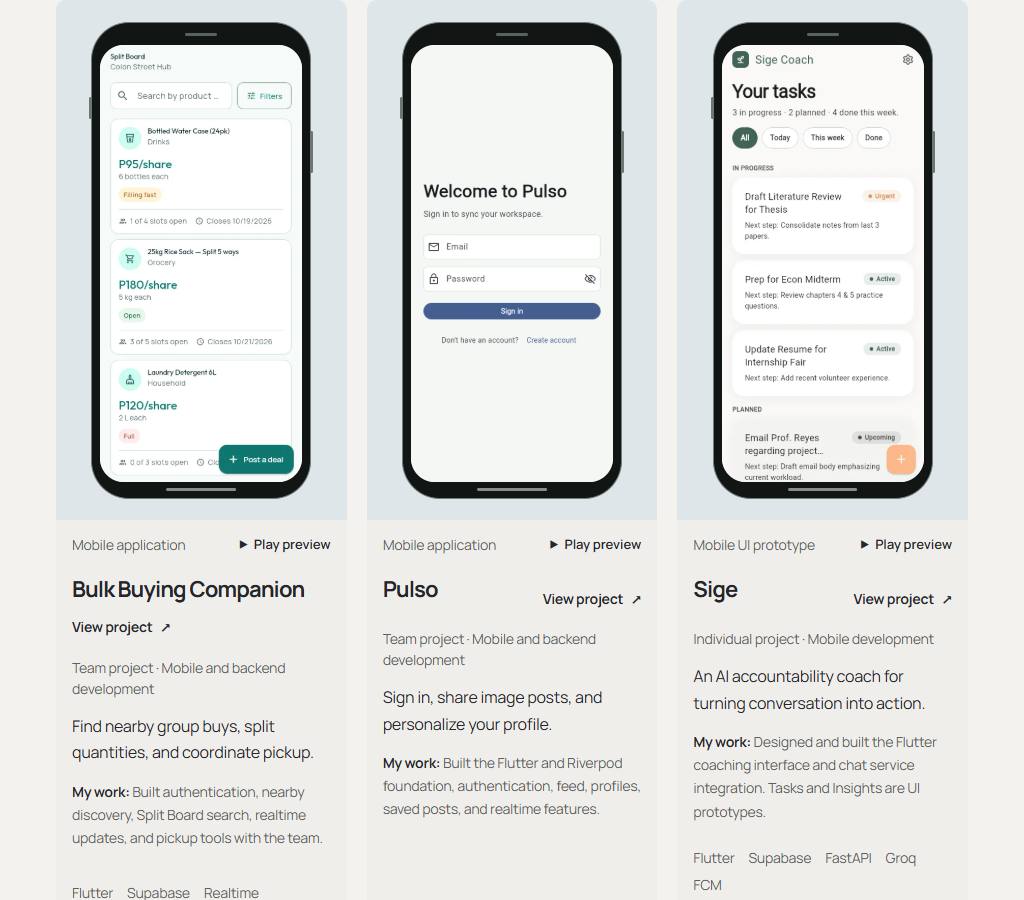 Split Board
Colon Street Hub
Search by product ...
Filters
Bottled Water Case (24pk)
Drinks
P95/share
6 bottles each
Filling fast
1 of 4 slots open
Closes 10/19/2026
25kg Rice Sack — Split 5 ways
Grocery
P180/share
5 kg each
Open
3 of 5 slots open
Closes 10/21/2026
Laundry Detergent 6L
Household
P120/share
2 L each
Full
0 of 3 slots open
Post a deal
Mobile application
Play preview
Bulk Buying Companion
View project ↗
Team project · Mobile and backend
development
Find nearby group buys, split
quantities, and coordinate pickup.
My work: Built authentication, nearby
discovery, Split Board search, realtime
updates, and pickup tools with the team.
Flutter Supabase Realtime
Welcome to Pulso
Sign in to sync your workspace.
Email
Password
Sign in
Don't have an account? Create account
Mobile application
Play preview
Pulso
View project ↗
Team project · Mobile and backend
development
Sign in, share image posts, and
personalize your profile.
My work: Built the Flutter and Riverpod
foundation, authentication, feed, profiles,
saved posts, and realtime features.
Sige Coach
Your tasks
3 in progress · 2 planned · 4 done this week.
All
Today
This week
Done
IN PROGRESS
Draft Literature Review
for Thesis
Urgent
Next step: Consolidate notes from last 3
papers.
Prep for Econ Midterm
Active
Next step: Review chapters 4 & 5 practice
questions.
Update Resume for
Internship Fair
Active
Next step: Add recent volunteer experience.
PLANNED
Email Prof. Reyes
regarding project...
Upcoming
Next step: Draft email body emphasizing
current workload.
Mobile UI prototype
Play preview
Sige
View project ↗
Individual project · Mobile development
An AI accountability coach for
turning conversation into action.
My work: Designed and built the Flutter
coaching interface and chat service
integration. Tasks and Insights are UI
prototypes.
Flutter Supabase FastAPI Groq
FCM